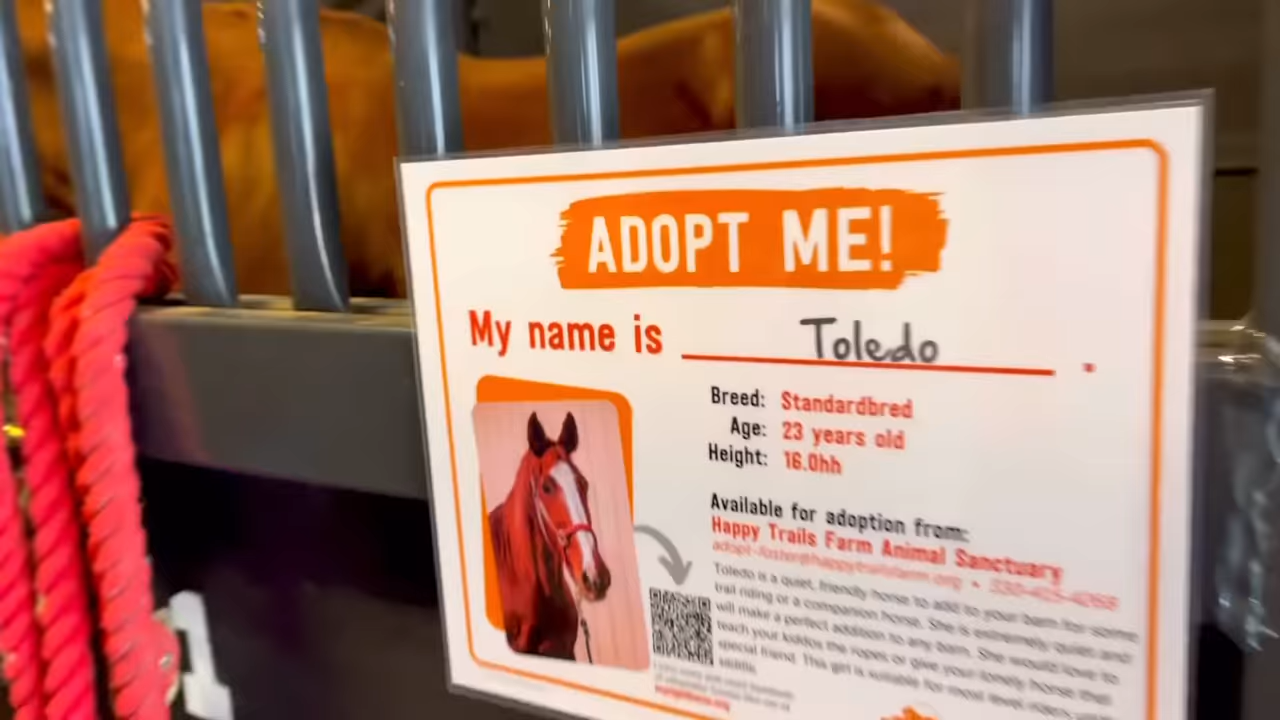 ADOPT ME!
My name is Toledo .
Breed: Standardbred
Age: 23 years old
Height: 16.0hh
Available for adoption from:
Happy Trails Farm Animal Sanctuary
adopt-foster@happytrailsfarm.org •
Toledo is a quiet, friendly horse to add to your barn for some
trail riding or a companion horse. She is extremely quiet and
will make a perfect addition to any barn. She would love to
teach your kiddos the ropes or give your lonely horse that
special friend. This girl is suitable for most level riders